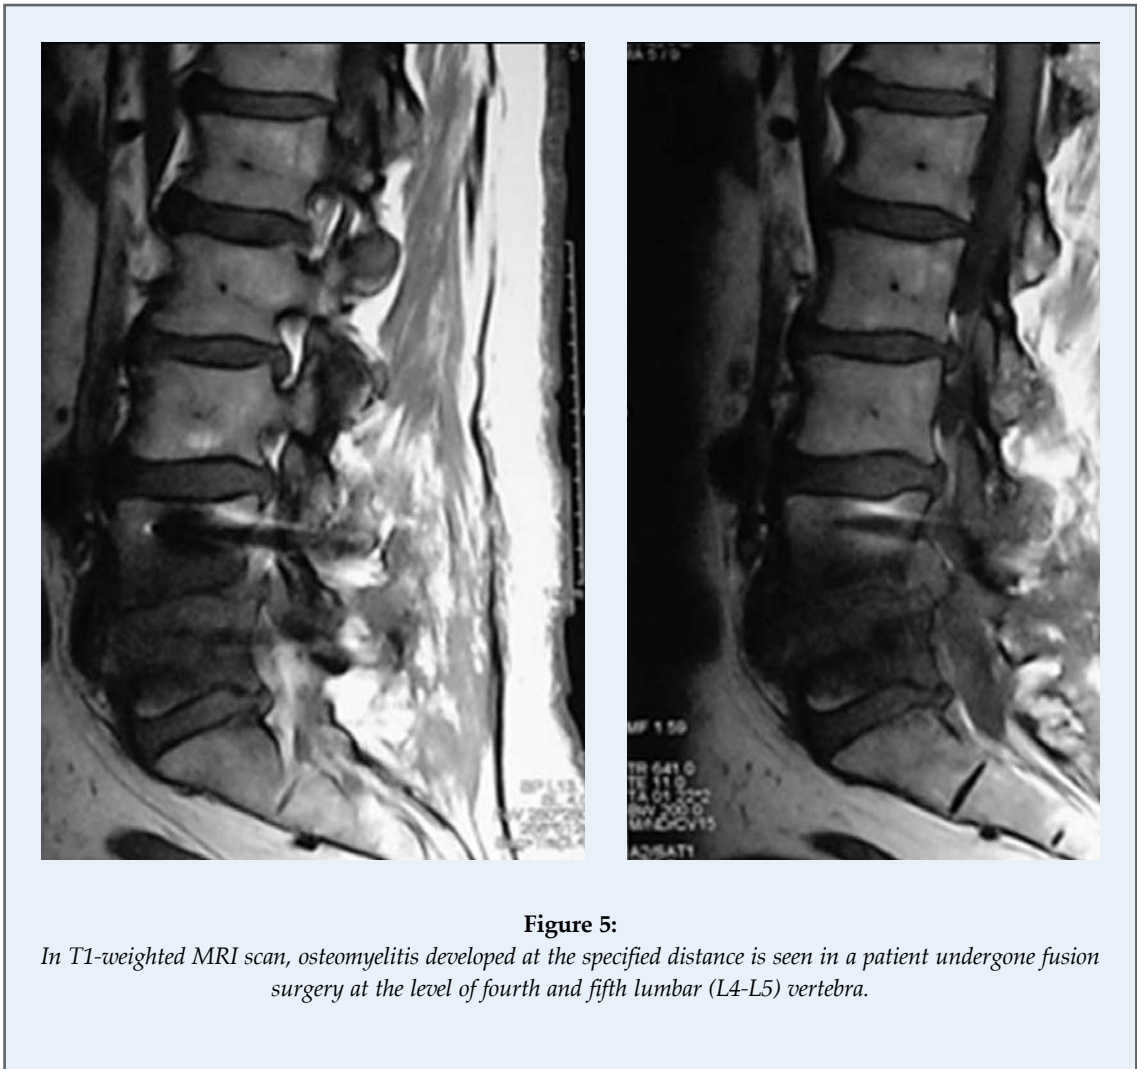 MF 1.59
TR 641.0
TE 11.0
A2/SAT1
Figure 5:
In T1-weighted MRI scan, osteomyelitis developed at the specified distance is seen in a patient undergone fusion
surgery at the level of fourth and fifth lumbar (L4-L5) vertebra.